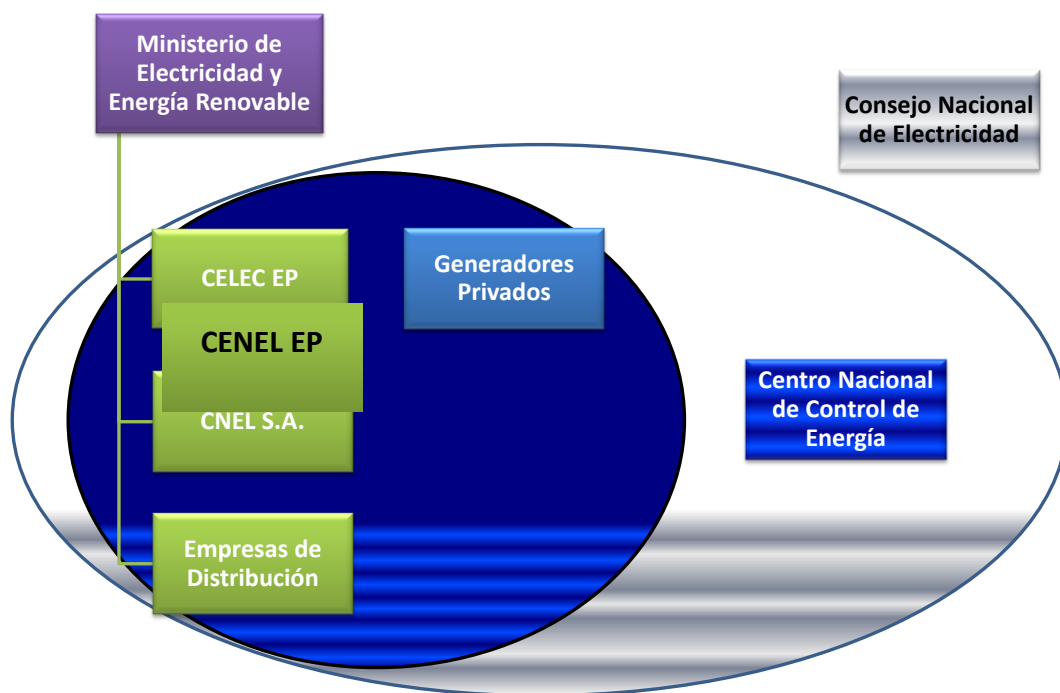 Ministerio de
Electricidad y
Energía Renovable
Consejo Nacional
de Electricidad
CELEC EP
Generadores
Privados
CENEL EP
Centro Nacional
de Control de
Energía
CNEL S.A.
Empresas de
Distribución